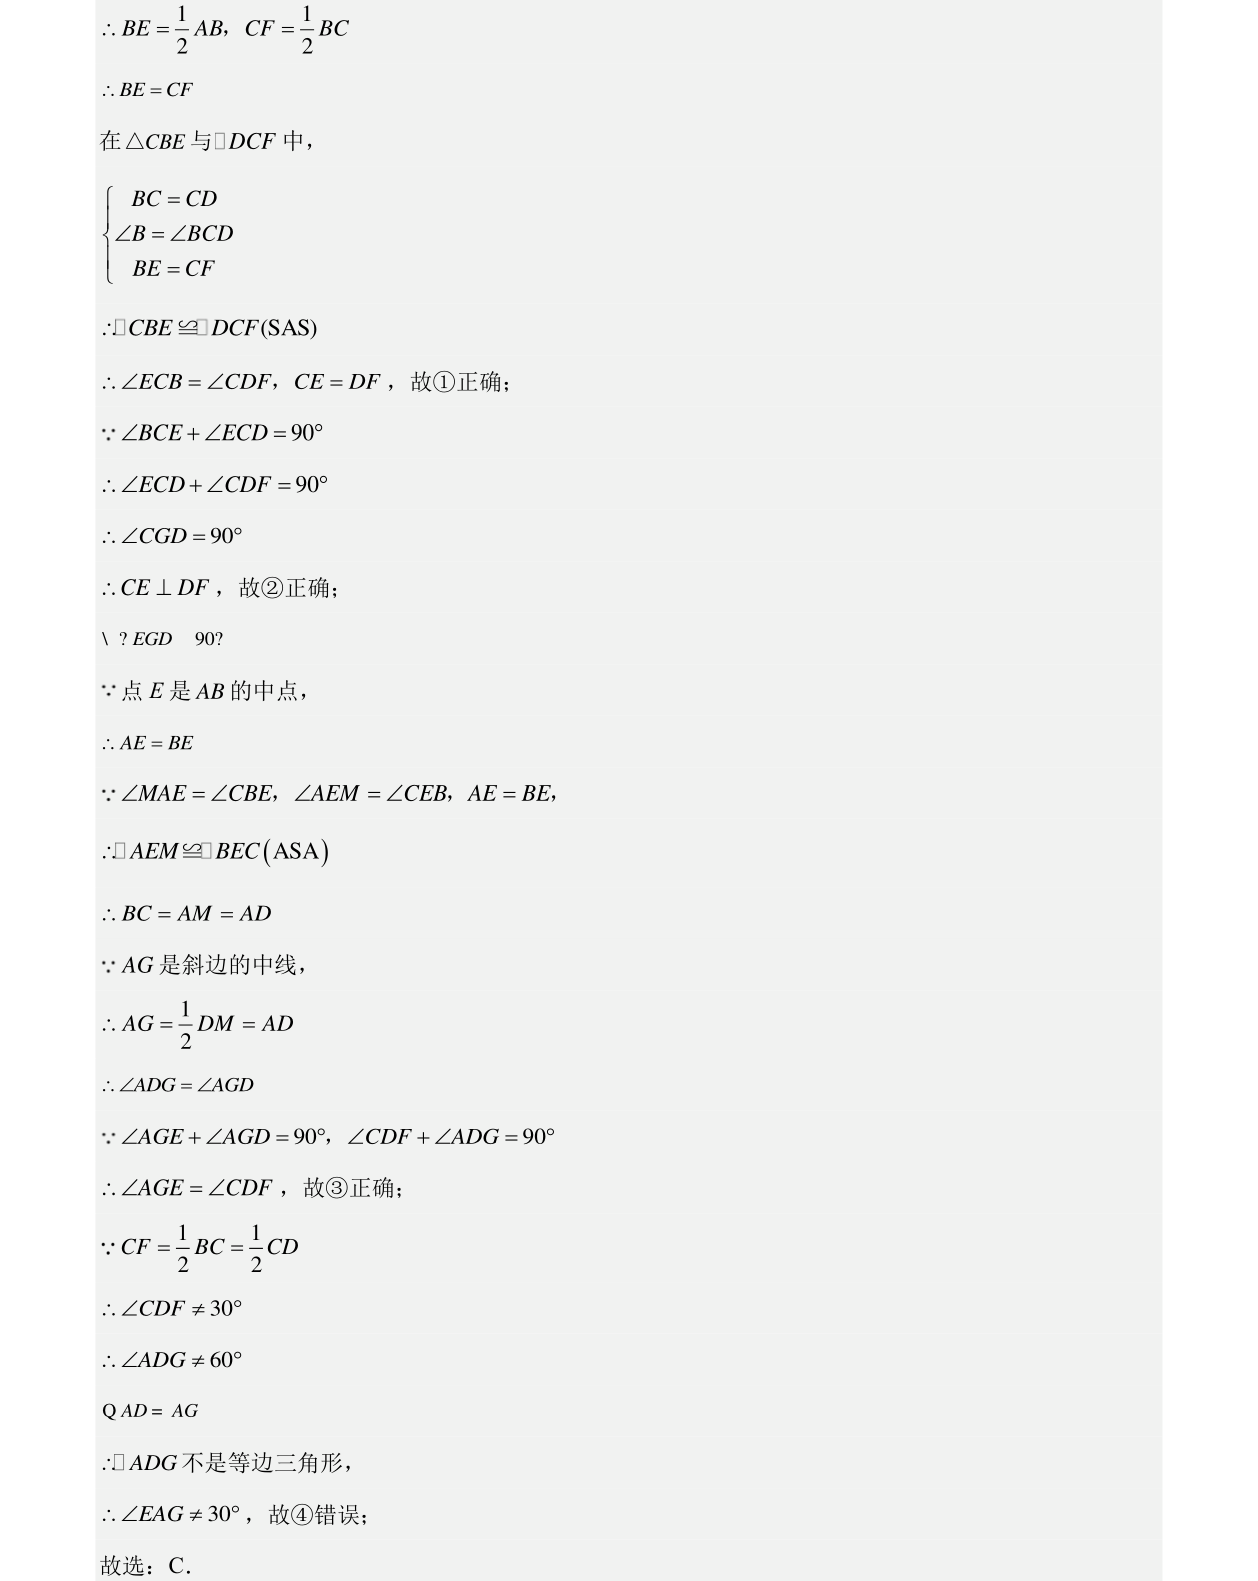 ∴BE=1/2 AB，CF=1/2 BC
∴BE=CF
在△CBE与□DCF中，
{BC=CD
∠B=∠BCD
BE=CF
∴□CBE≌□DCF(SAS)
∴∠ECB=∠CDF，CE=DF，故①正确；
∵∠BCE+∠ECD=90°
∴∠ECD+∠CDF=90°
∴∠CGD=90°
∴CE⊥DF，故②正确；
\ ?EGD 90?
∵点E是AB的中点，
∴AE=BE
∵∠MAE=∠CBE，∠AEM=∠CEB，AE=BE，
∴□AEM≌□BEC(ASA)
∴BC=AM=AD
∵AG是斜边的中线，
∴AG=1/2 DM=AD
∴∠ADG=∠AGD
∵∠AGE+∠AGD=90°，∠CDF+∠ADG=90°
∴∠AGE=∠CDF，故③正确；
∵CF=1/2 BC=1/2 CD
∴∠CDF≠30°
∴∠ADG≠60°
Q AD= AG
∴□ADG不是等边三角形，
∴∠EAG≠30°，故④错误；
故选：C．